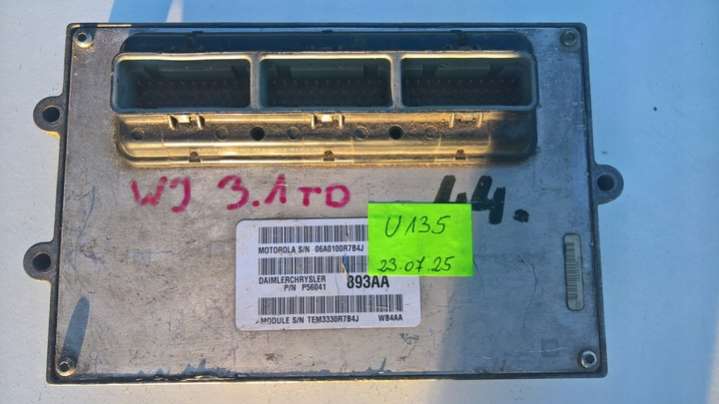 WJ 3.1TD
44.
U135
23.07.25
MOTOROLA S/N 06A0100R7B4J
DAIMLERCHRYSLER
P/N P56041 893AA
MODULE S/N TEM3330R7B4J WB4AA